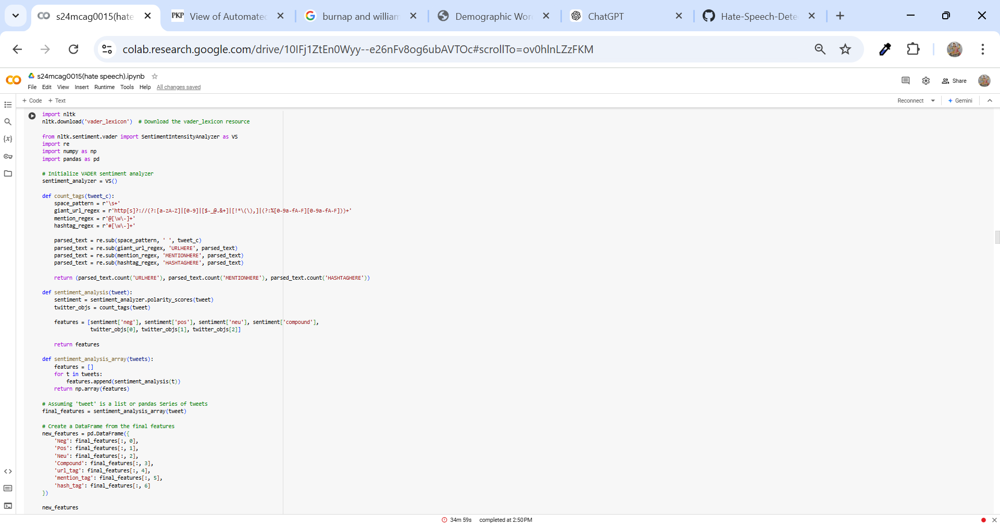 s24mcag0015(hate
View of Automate
burnap and william
Demographic Wor
ChatGPT
Hate-Speech-Dete
colab.research.google.com/drive/10IFj1ZtEn0Wyy--e26nFv8og6ubAVTOc#scrollTo=ov0hlnLZzFKM
s24mcag0015(hate speech).ipynb
File Edit View Insert Runtime Tools Help All changes saved
Share
+ Code + Text
Reconnect
Gemini
import nltk
nltk.download('vader_lexicon')  # Download the vader_lexicon resource
from nltk.sentiment.vader import SentimentIntensityAnalyzer as VS
import re
import numpy as np
import pandas as pd
# Initialize VADER sentiment analyzer
sentiment_analyzer = VS()
def count_tags(tweet_c):
    space_pattern = r'\s+'
    giant_url_regex = r'http[s]?://(?:[a-zA-Z]|[0-9]|[$-_@.&+]|[!*\(\),]|(?:%[0-9a-fA-F][0-9a-fA-F]))+'
    mention_regex = r'@[\w\-]+'
    hashtag_regex = r'#[\w\-]+'
    parsed_text = re.sub(space_pattern, ' ', tweet_c)
    parsed_text = re.sub(giant_url_regex, 'URLHERE', parsed_text)
    parsed_text = re.sub(mention_regex, 'MENTIONHERE', parsed_text)
    parsed_text = re.sub(hashtag_regex, 'HASHTAGHERE', parsed_text)
    return (parsed_text.count('URLHERE'), parsed_text.count('MENTIONHERE'), parsed_text.count('HASHTAGHERE'))
def sentiment_analysis(tweet):
    sentiment = sentiment_analyzer.polarity_scores(tweet)
    twitter_objs = count_tags(tweet)
    features = [sentiment['neg'], sentiment['pos'], sentiment['neu'], sentiment['compound'],
                twitter_objs[0], twitter_objs[1], twitter_objs[2]]
    return features
def sentiment_analysis_array(tweets):
    features = []
    for t in tweets:
        features.append(sentiment_analysis(t))
    return np.array(features)
# Assuming 'tweet' is a list or pandas Series of tweets
final_features = sentiment_analysis_array(tweet)
# Create a DataFrame from the final features
new_features = pd.DataFrame({
    'Neg': final_features[:, 0],
    'Pos': final_features[:, 1],
    'Neu': final_features[:, 2],
    'Compound': final_features[:, 3],
    'url_tag': final_features[:, 4],
    'mention_tag': final_features[:, 5],
    'hash_tag': final_features[:, 6]
})
new_features
34m 59s completed at 2:50 PM